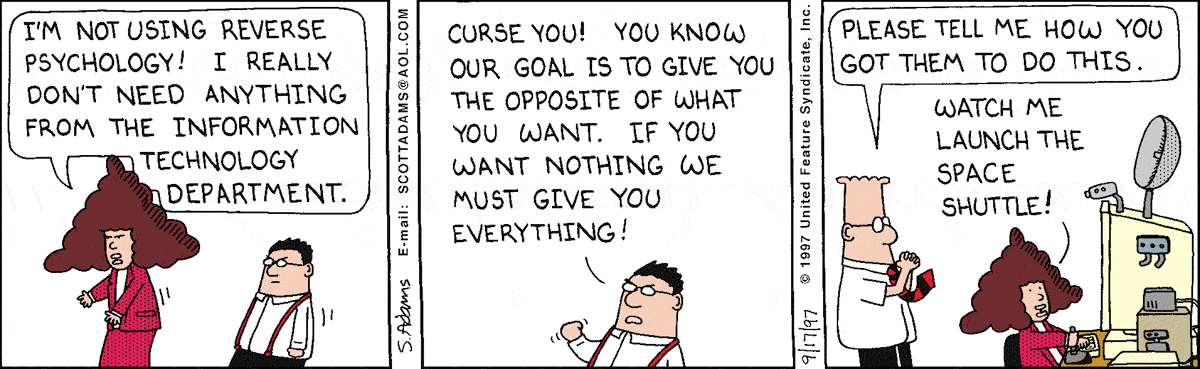 I'M NOT USING REVERSE
PSYCHOLOGY! I REALLY
DON'T NEED ANYTHING
FROM THE INFORMATION
TECHNOLOGY
DEPARTMENT.
S. Adams
E-mail: SCOTTADAMS@AOL.COM
CURSE YOU! YOU KNOW
OUR GOAL IS TO GIVE YOU
THE OPPOSITE OF WHAT
YOU WANT. IF YOU
WANT NOTHING WE
MUST GIVE YOU
EVERYTHING!
9/17/97
© 1997 United Feature Syndicate, Inc.
PLEASE TELL ME HOW YOU
GOT THEM TO DO THIS.
WATCH ME
LAUNCH THE
SPACE
SHUTTLE!